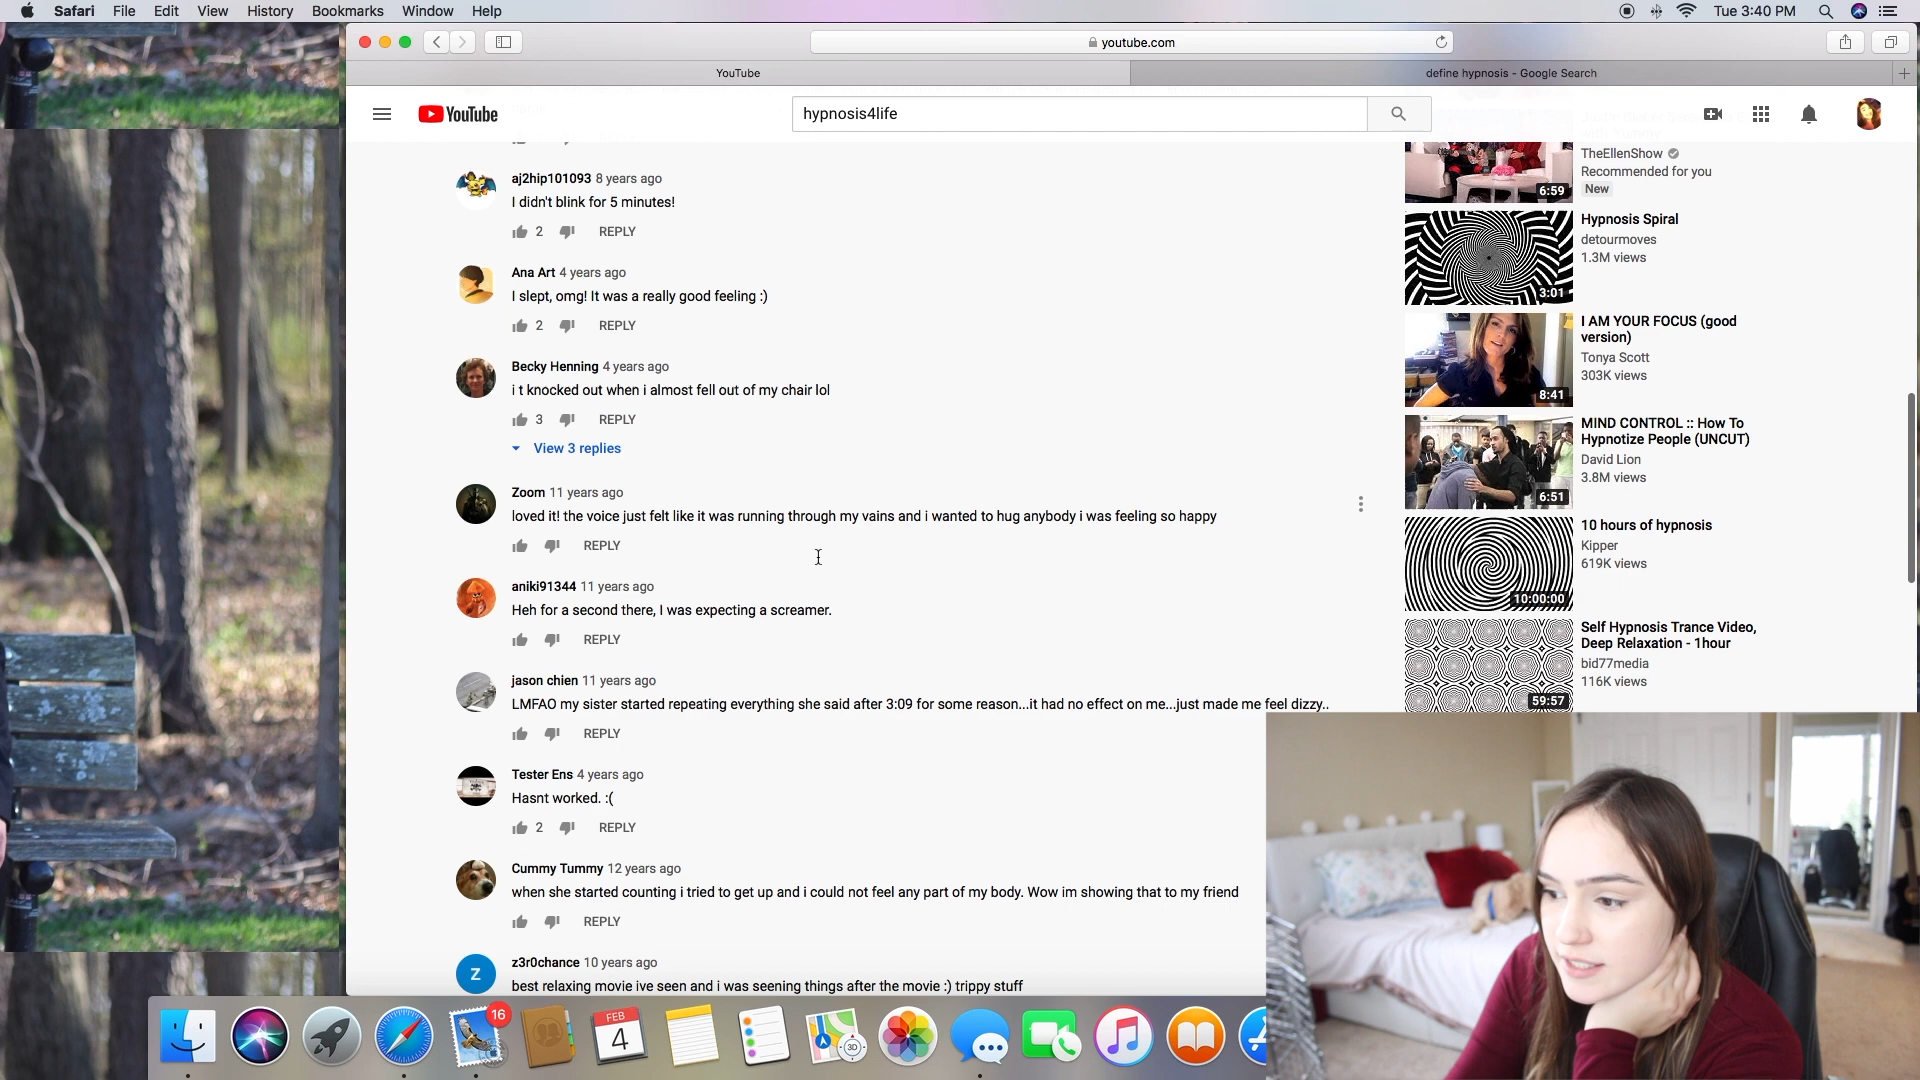 Safari File Edit View History Bookmarks Window Help
Tue 3:40 PM
youtube.com
YouTube
define hypnosis - Google Search
YouTube
hypnosis4life
aj2hip101093 8 years ago
I didn't blink for 5 minutes!
2 REPLY
Ana Art 4 years ago
I slept, omg! It was a really good feeling :)
2 REPLY
Becky Henning 4 years ago
i t knocked out when i almost fell out of my chair lol
3 REPLY
View 3 replies
Zoom 11 years ago
loved it! the voice just felt like it was running through my vains and i wanted to hug anybody i was feeling so happy
REPLY
aniki91344 11 years ago
Heh for a second there, I was expecting a screamer.
REPLY
jason chien 11 years ago
LMFAO my sister started repeating everything she said after 3:09 for some reason...it had no effect on me...just made me feel dizzy..
REPLY
Tester Ens 4 years ago
Hasnt worked. :(
2 REPLY
Cummy Tummy 12 years ago
when she started counting i tried to get up and i could not feel any part of my body. Wow im showing that to my friend
REPLY
Z
z3r0chance 10 years ago
best relaxing movie ive seen and i was seeing things after the movie :) trippy stuff
TheEllenShow
Recommended for you
New
6:59
Hypnosis Spiral
detourmoves
1.3M views
3:01
I AM YOUR FOCUS (good
version)
Tonya Scott
303K views
8:41
MIND CONTROL :: How To
Hypnotize People (UNCUT)
David Lion
3.8M views
6:51
10 hours of hypnosis
Kipper
619K views
10:00:00
Self Hypnosis Trance Video,
Deep Relaxation - 1hour
bid77media
116K views
59:57
16
FEB
4
3D